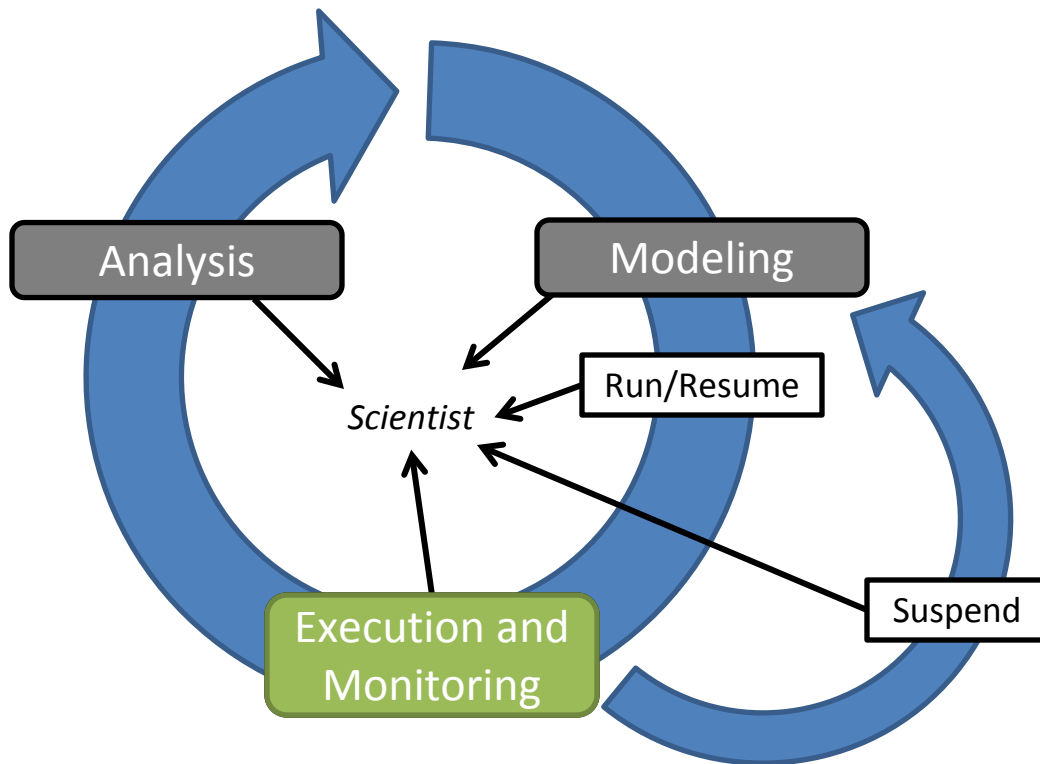 Analysis
Modeling
Run/Resume
Scientist
Suspend
Execution and
Monitoring